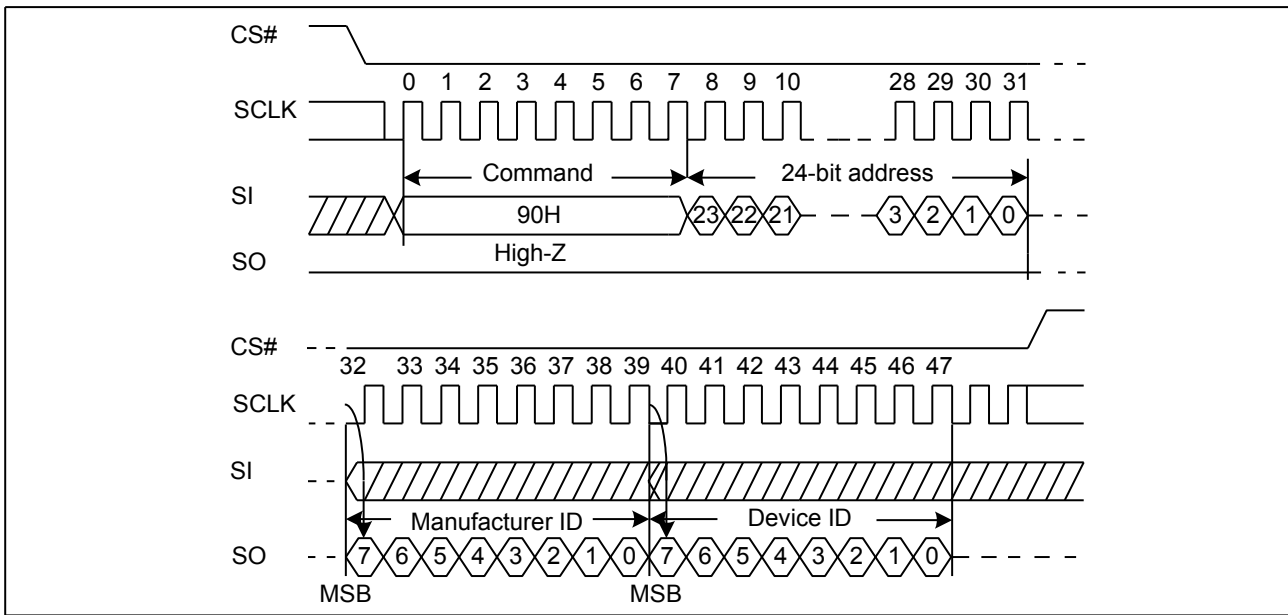 CS#
0 1 2 3 4 5 6 7 8 9 10 28 29 30 31
SCLK
Command 24-bit address
SI
90H 23 22 21 3 2 1 0
High-Z
SO
CS#
32 33 34 35 36 37 38 39 40 41 42 43 44 45 46 47
SCLK
SI
Manufacturer ID Device ID
SO 7 6 5 4 3 2 1 0 7 6 5 4 3 2 1 0
MSB MSB